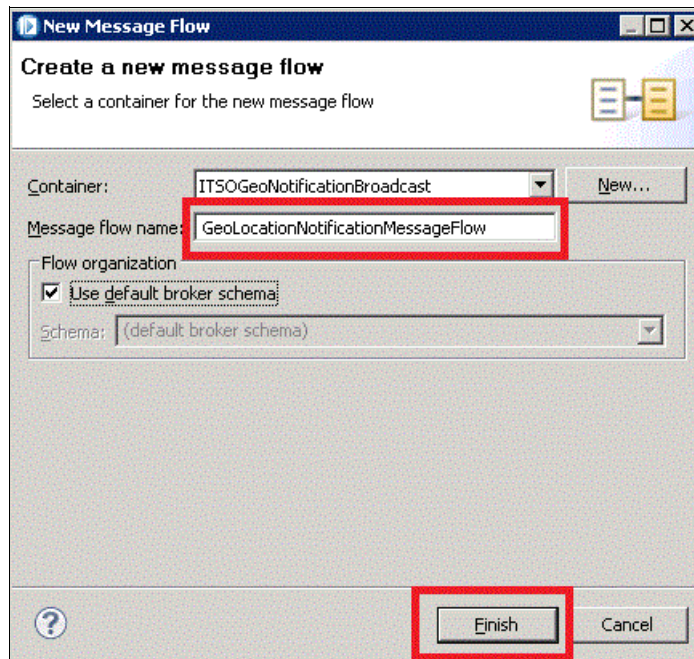 New Message Flow
Create a new message flow
Select a container for the new message flow
Container: ITSOGeoNotificationBroadcast New...
Message flow name: GeoLocationNotificationMessageFlow
Flow organization
Use default broker schema
Schema: (default broker schema)
? Finish Cancel